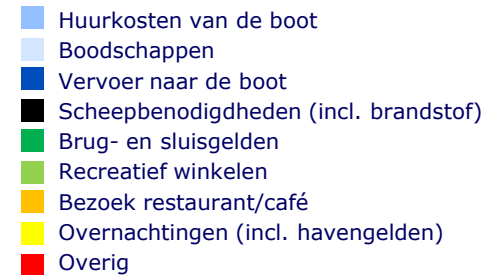 Huurkosten van de boot
Boodschappen
Vervoer naar de boot
Scheepbenodigdheden (incl. brandstof)
Brug- en sluisgelden
Recreatief winkelen
Bezoek restaurant/café
Overnachtingen (incl. havengelden)
Overig